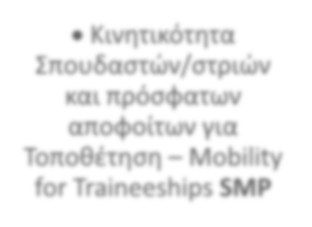 • Κινητικότητα
Σπουδαστών/στριών
και πρόσφατων
αποφοίτων για
Τοποθέτηση – Mobility
for Traineeships SMP